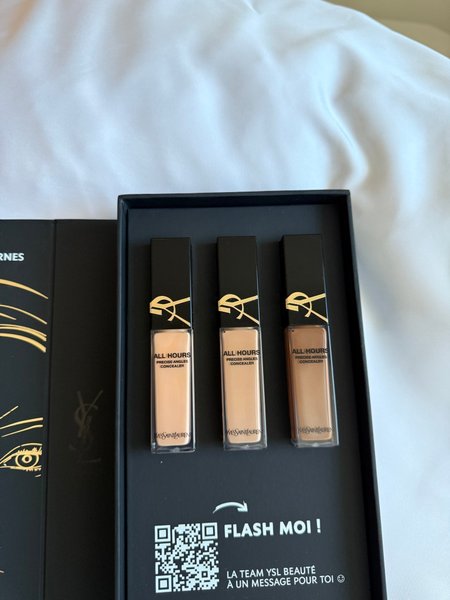 RNES
ALL HOURS
PRECISE ANGLES
CONCEALER
YVESSAINTLAURENT
ALL HOURS
PRECISE ANGLES
CONCEALER
YVESSAINTLAURENT
ALL HOURS
PRECISE ANGLES
CONCEALER
YVESSAINTLAURENT
FLASH MOI !
LA TEAM YSL BEAUTÉ
À UN MESSAGE POUR TOI ☺